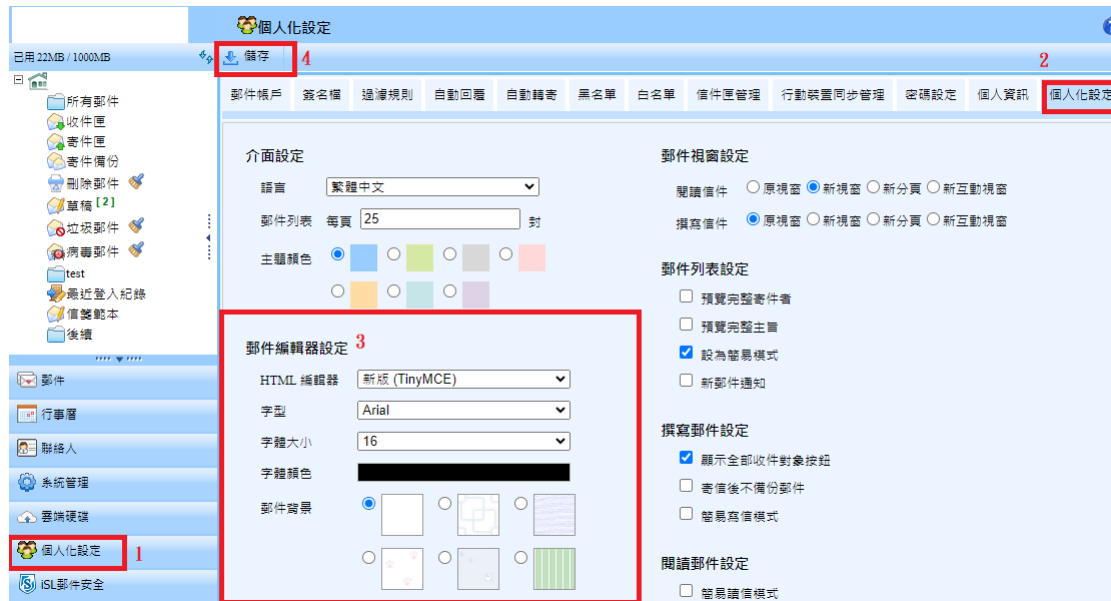 個人化設定
已用 22MB / 1000MB
儲存
4
2
所有郵件
收件匣
寄件匣
寄件備份
刪除郵件
草稿 [2]
垃圾郵件
病毒郵件
test
最近登入紀錄
信箋範本
後續
郵件
行事曆
聯絡人
系統管理
雲端硬碟
個人化設定
1
iSL郵件安全
郵件帳戶 簽名檔 過濾規則 自動回覆 自動轉寄 黑名單 白名單 信件匣管理 行動裝置同步管理 密碼設定 個人資訊 個人化設定
介面設定
語言 繁體中文
郵件列表 每頁 25 封
主題顏色
郵件編輯器設定 3
HTML 編輯器 新版 (TinyMCE)
字型 Arial
字體大小 16
字體顏色
郵件背景
郵件視窗設定
閱讀信件 原視窗 新視窗 新分頁 新互動視窗
撰寫信件 原視窗 新視窗 新分頁 新互動視窗
郵件列表設定
預覽完整寄件者
預覽完整主旨
設為簡易模式
新郵件通知
撰寫郵件設定
顯示全部收件對象按鈕
寄信後不備份郵件
簡易寫信模式
閱讀郵件設定
簡易讀信模式